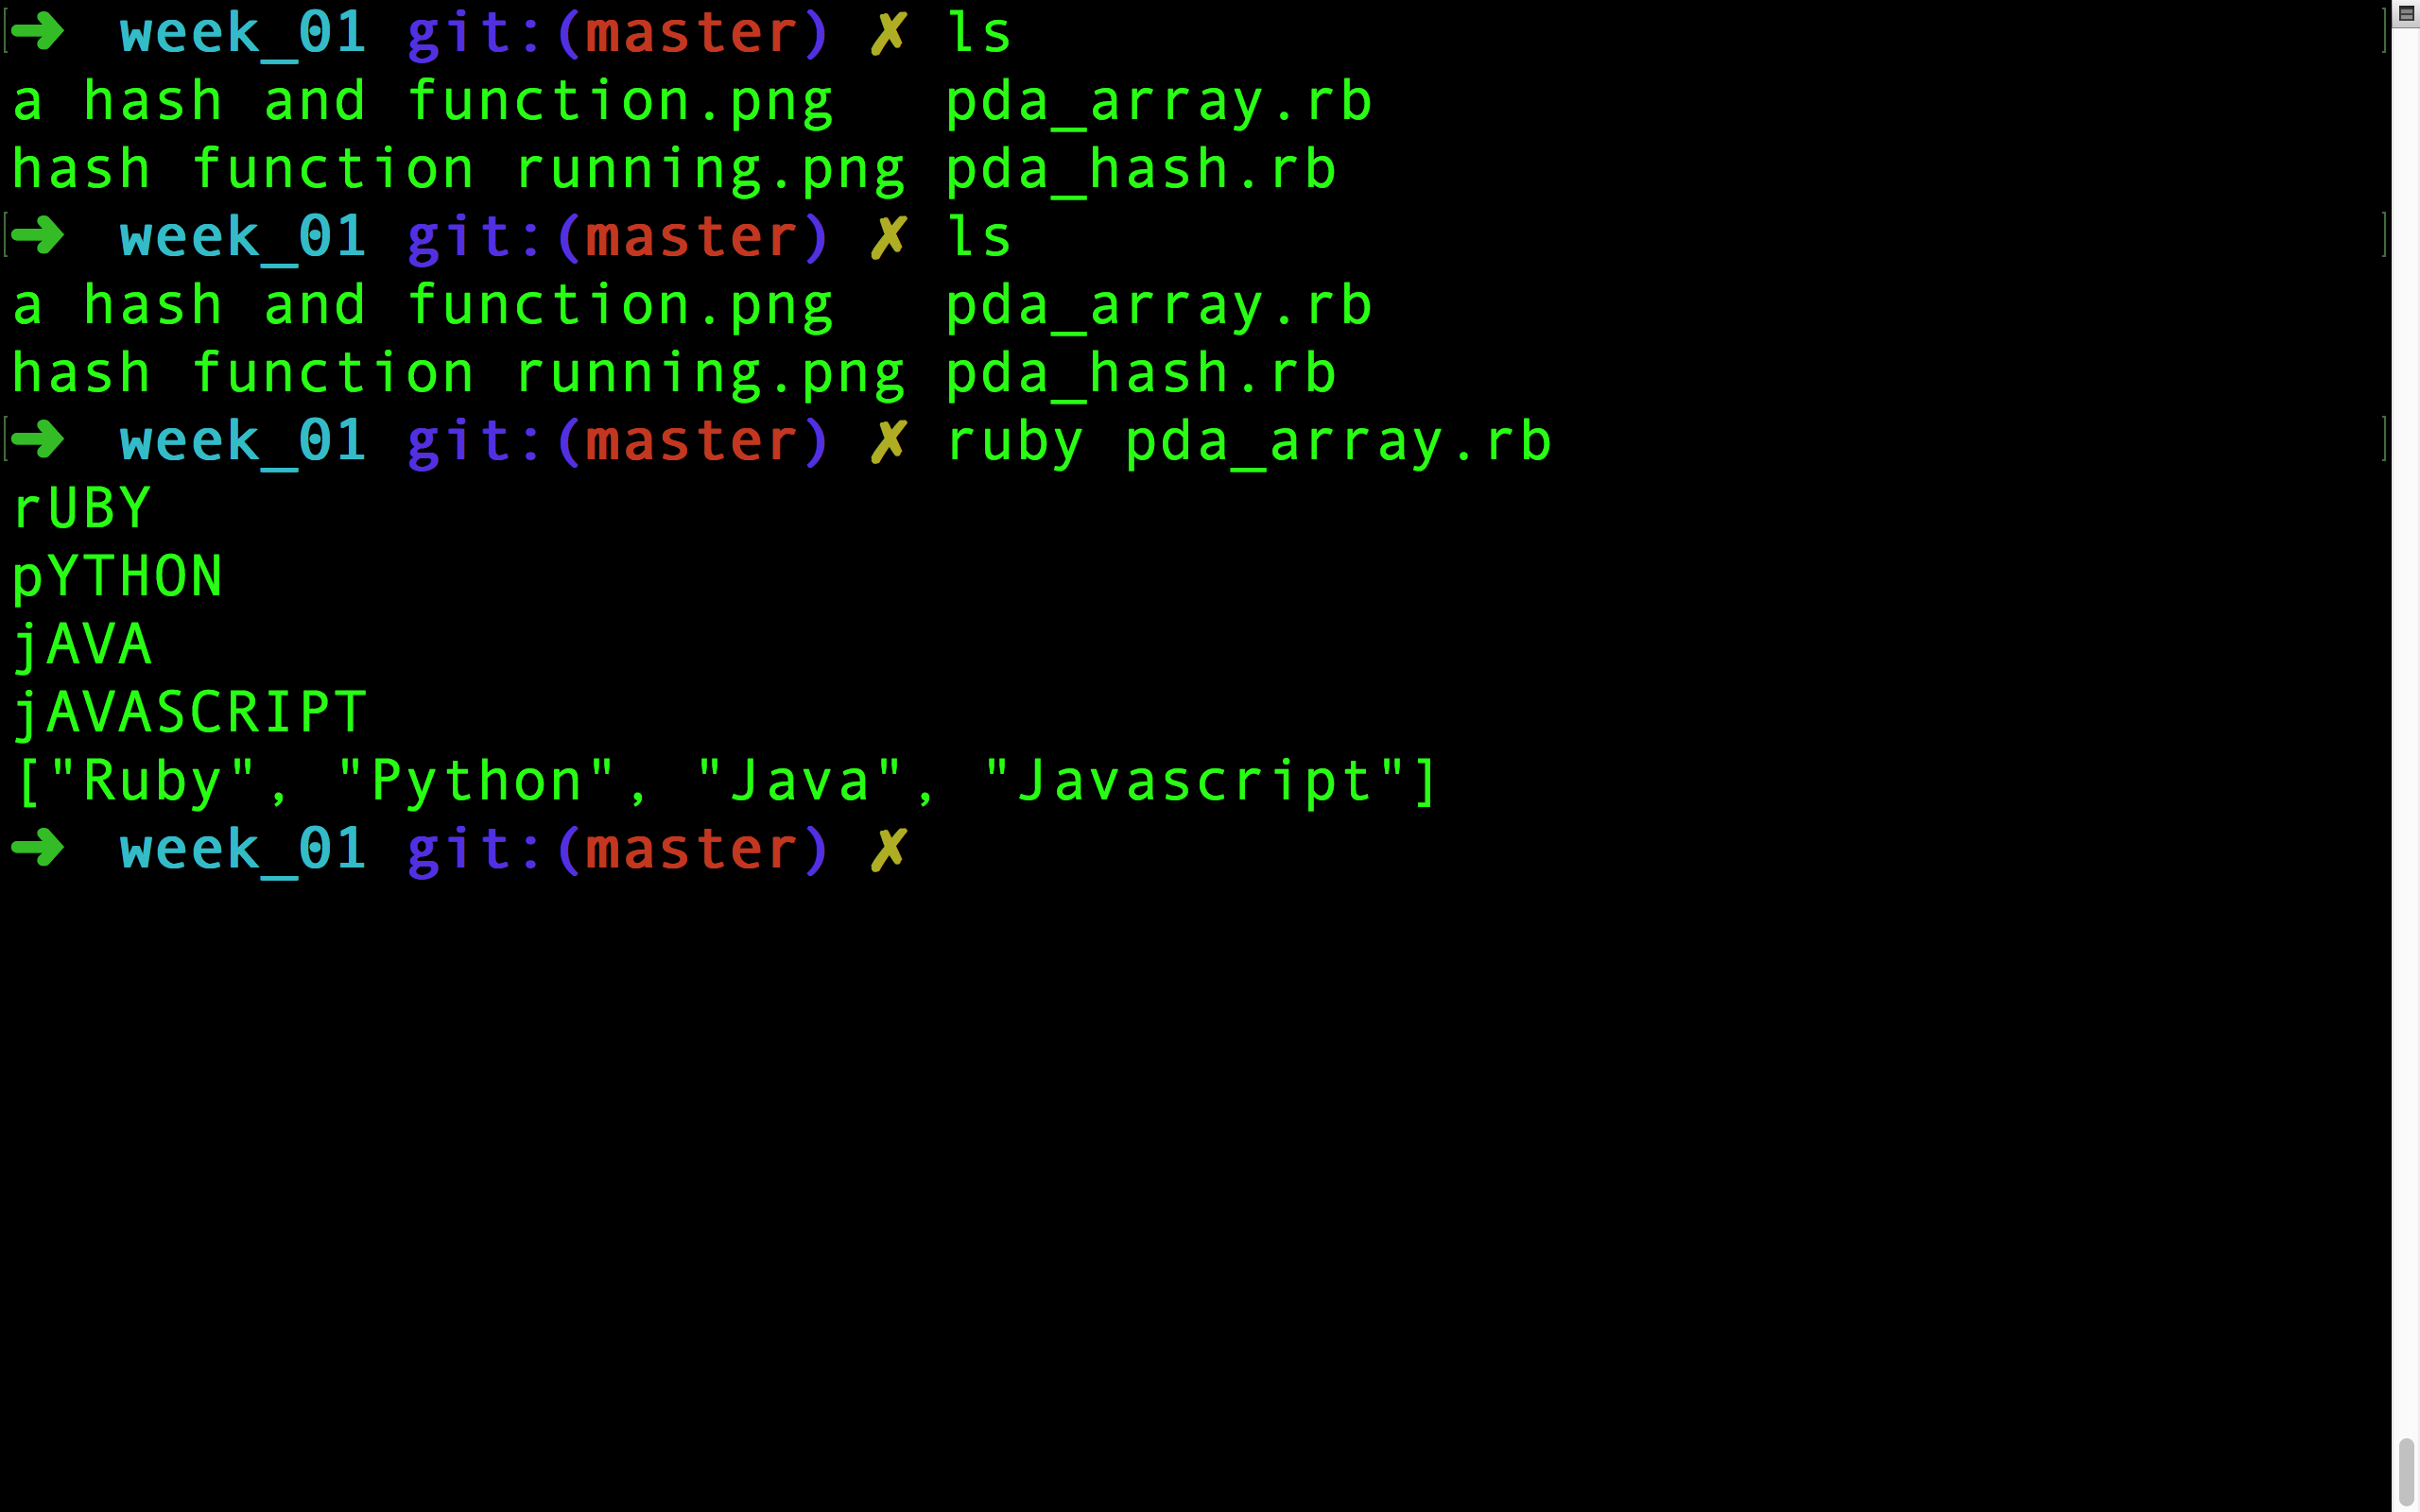 ➜  week_01 git:(master) ✗ ls
a hash and function.png   pda_array.rb
hash function running.png pda_hash.rb
➜  week_01 git:(master) ✗ ls
a hash and function.png   pda_array.rb
hash function running.png pda_hash.rb
➜  week_01 git:(master) ✗ ruby pda_array.rb
rUBY
pYTHON
jAVA
jAVASCRIPT
["Ruby", "Python", "Java", "Javascript"]
➜  week_01 git:(master) ✗